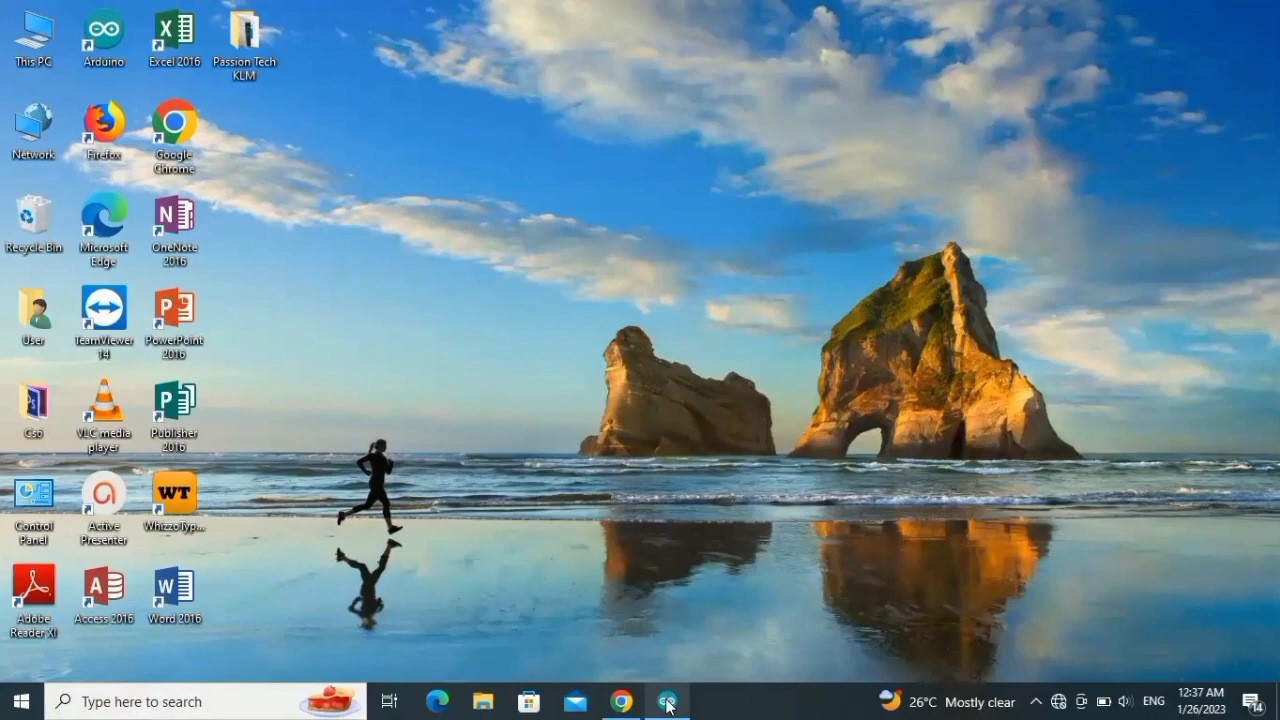 This PC
Arduino
Excel 2016
Passion Tech
KLM
Network
Firefox
Google
Chrome
Recycle Bin
Microsoft
Edge
OneNote
2016
User
TeamViewer
14
PowerPoint
2016
Cs6
VLC media
player
Publisher
2016
WT
Control
Panel
Active
Presenter
WhizzoTyp...
Adobe
Reader XI
Access 2016
Word 2016
Type here to search
26°C Mostly clear
ENG
12:37 AM
1/26/2023
14